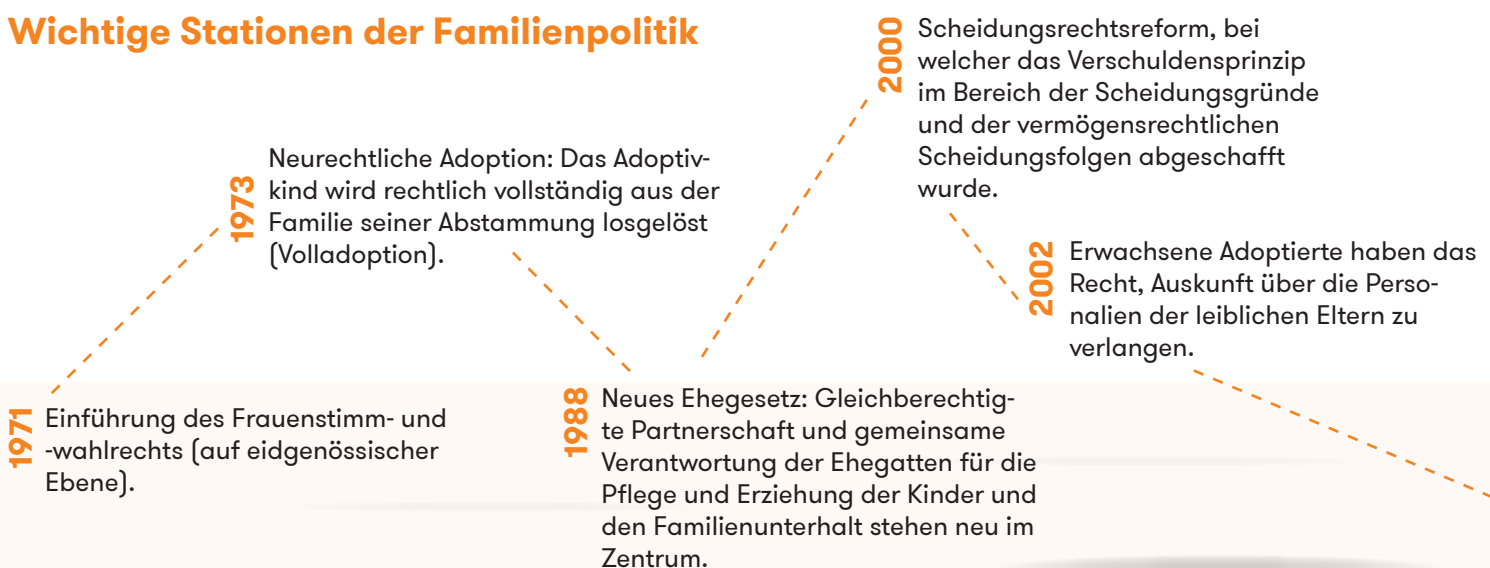 Wichtige Stationen der Familienpolitik
1971
Einführung des Frauenstimm- und
-wahlrechts (auf eidgenössischer
Ebene).
1973
Neurechtliche Adoption: Das Adoptiv-
kind wird rechtlich vollständig aus der
Familie seiner Abstammung losgelöst
(Volladoption).
1988
Neues Ehegesetz: Gleichberechtig-
te Partnerschaft und gemeinsame
Verantwortung der Ehegatten für die
Pflege und Erziehung der Kinder und
den Familienunterhalt stehen neu im
Zentrum.
2000
Scheidungsrechtsreform, bei
welcher das Verschuldensprinzip
im Bereich der Scheidungsgründe
und der vermögensrechtlichen
Scheidungsfolgen abgeschafft
wurde.
2002
Erwachsene Adoptierte haben das
Recht, Auskunft über die Perso-
nalien der leiblichen Eltern zu
verlangen.